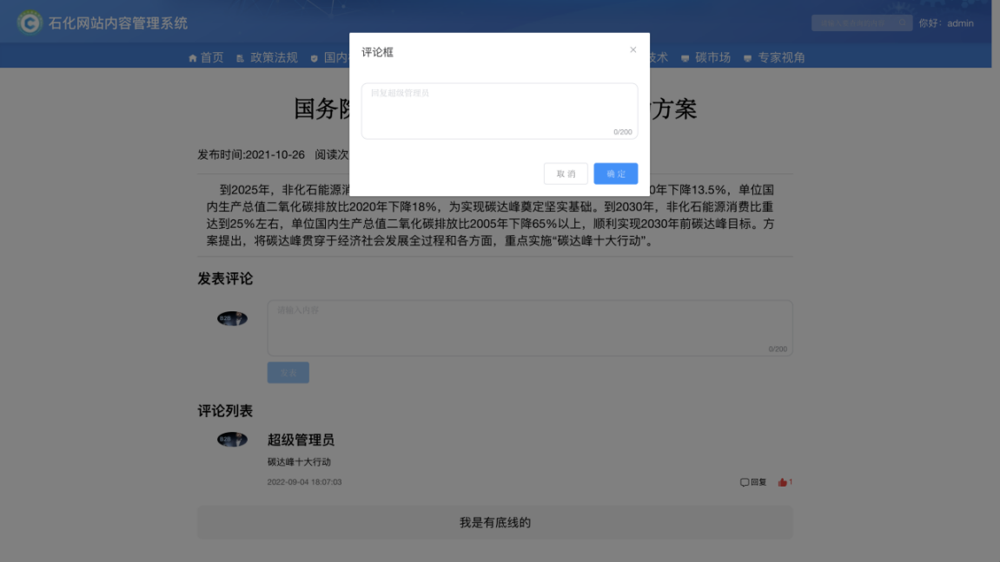 石化网站内容管理系统
你好：admin
首页 政策法规 国内 技术 碳市场 专家视角
评论框
×
回复超级管理员
0/200
取 消 确 定
国务院 方案
发布时间:2021-10-26 阅读次
到2025年，非化石能源消 0年下降13.5%，单位国
内生产总值二氧化碳排放比2020年下降18%，为实现碳达峰奠定坚实基础。到2030年，非化石能源消费比重
达到25%左右，单位国内生产总值二氧化碳排放比2005年下降65%以上，顺利实现2030年前碳达峰目标。方
案提出，将碳达峰贯穿于经济社会发展全过程和各方面，重点实施“碳达峰十大行动”。
发表评论
B2B
请输入内容
0/200
发表
评论列表
B2B
超级管理员
碳达峰十大行动
2022-09-04 18:07:03
回复 1
我是有底线的